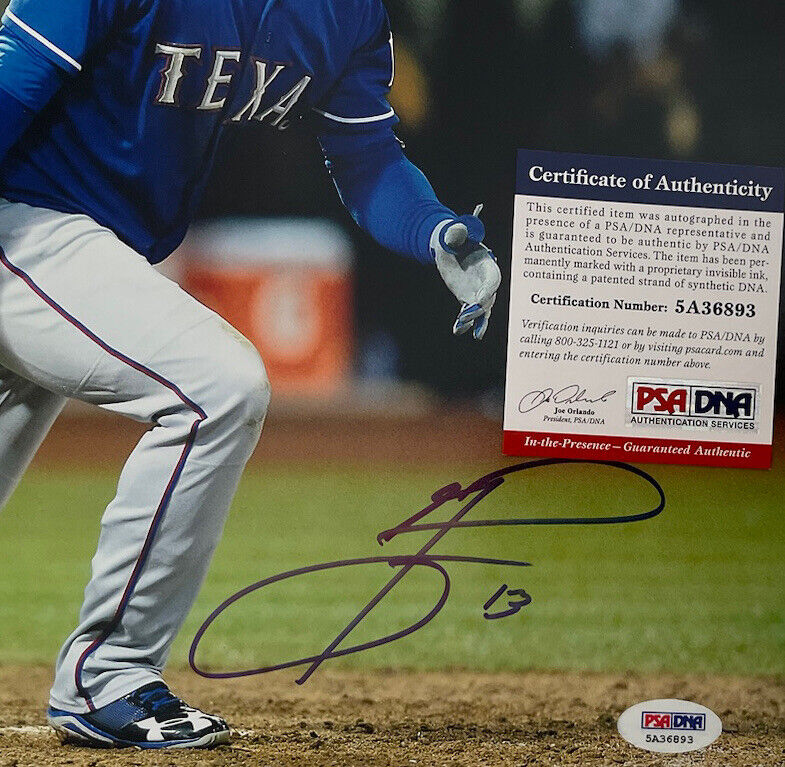 TEXA
Certificate of Authenticity
This certified item was autographed in the
presence of a PSA/DNA representative and
is guaranteed to be authentic by PSA/DNA
Authentication Services. The item has been per-
manently marked with a proprietary invisible ink,
containing a patented strand of synthetic DNA.
Certification Number: 5A36893
Verification inquiries can be made to PSA/DNA by
calling 800-325-1121 or by visiting psacard.com and
entering the certification number above.
Joe Orlando
President, PSA/DNA
PSA DNA
AUTHENTICATION SERVICES
In-the-Presence — Guaranteed Authentic
13
PSA DNA
5A36893